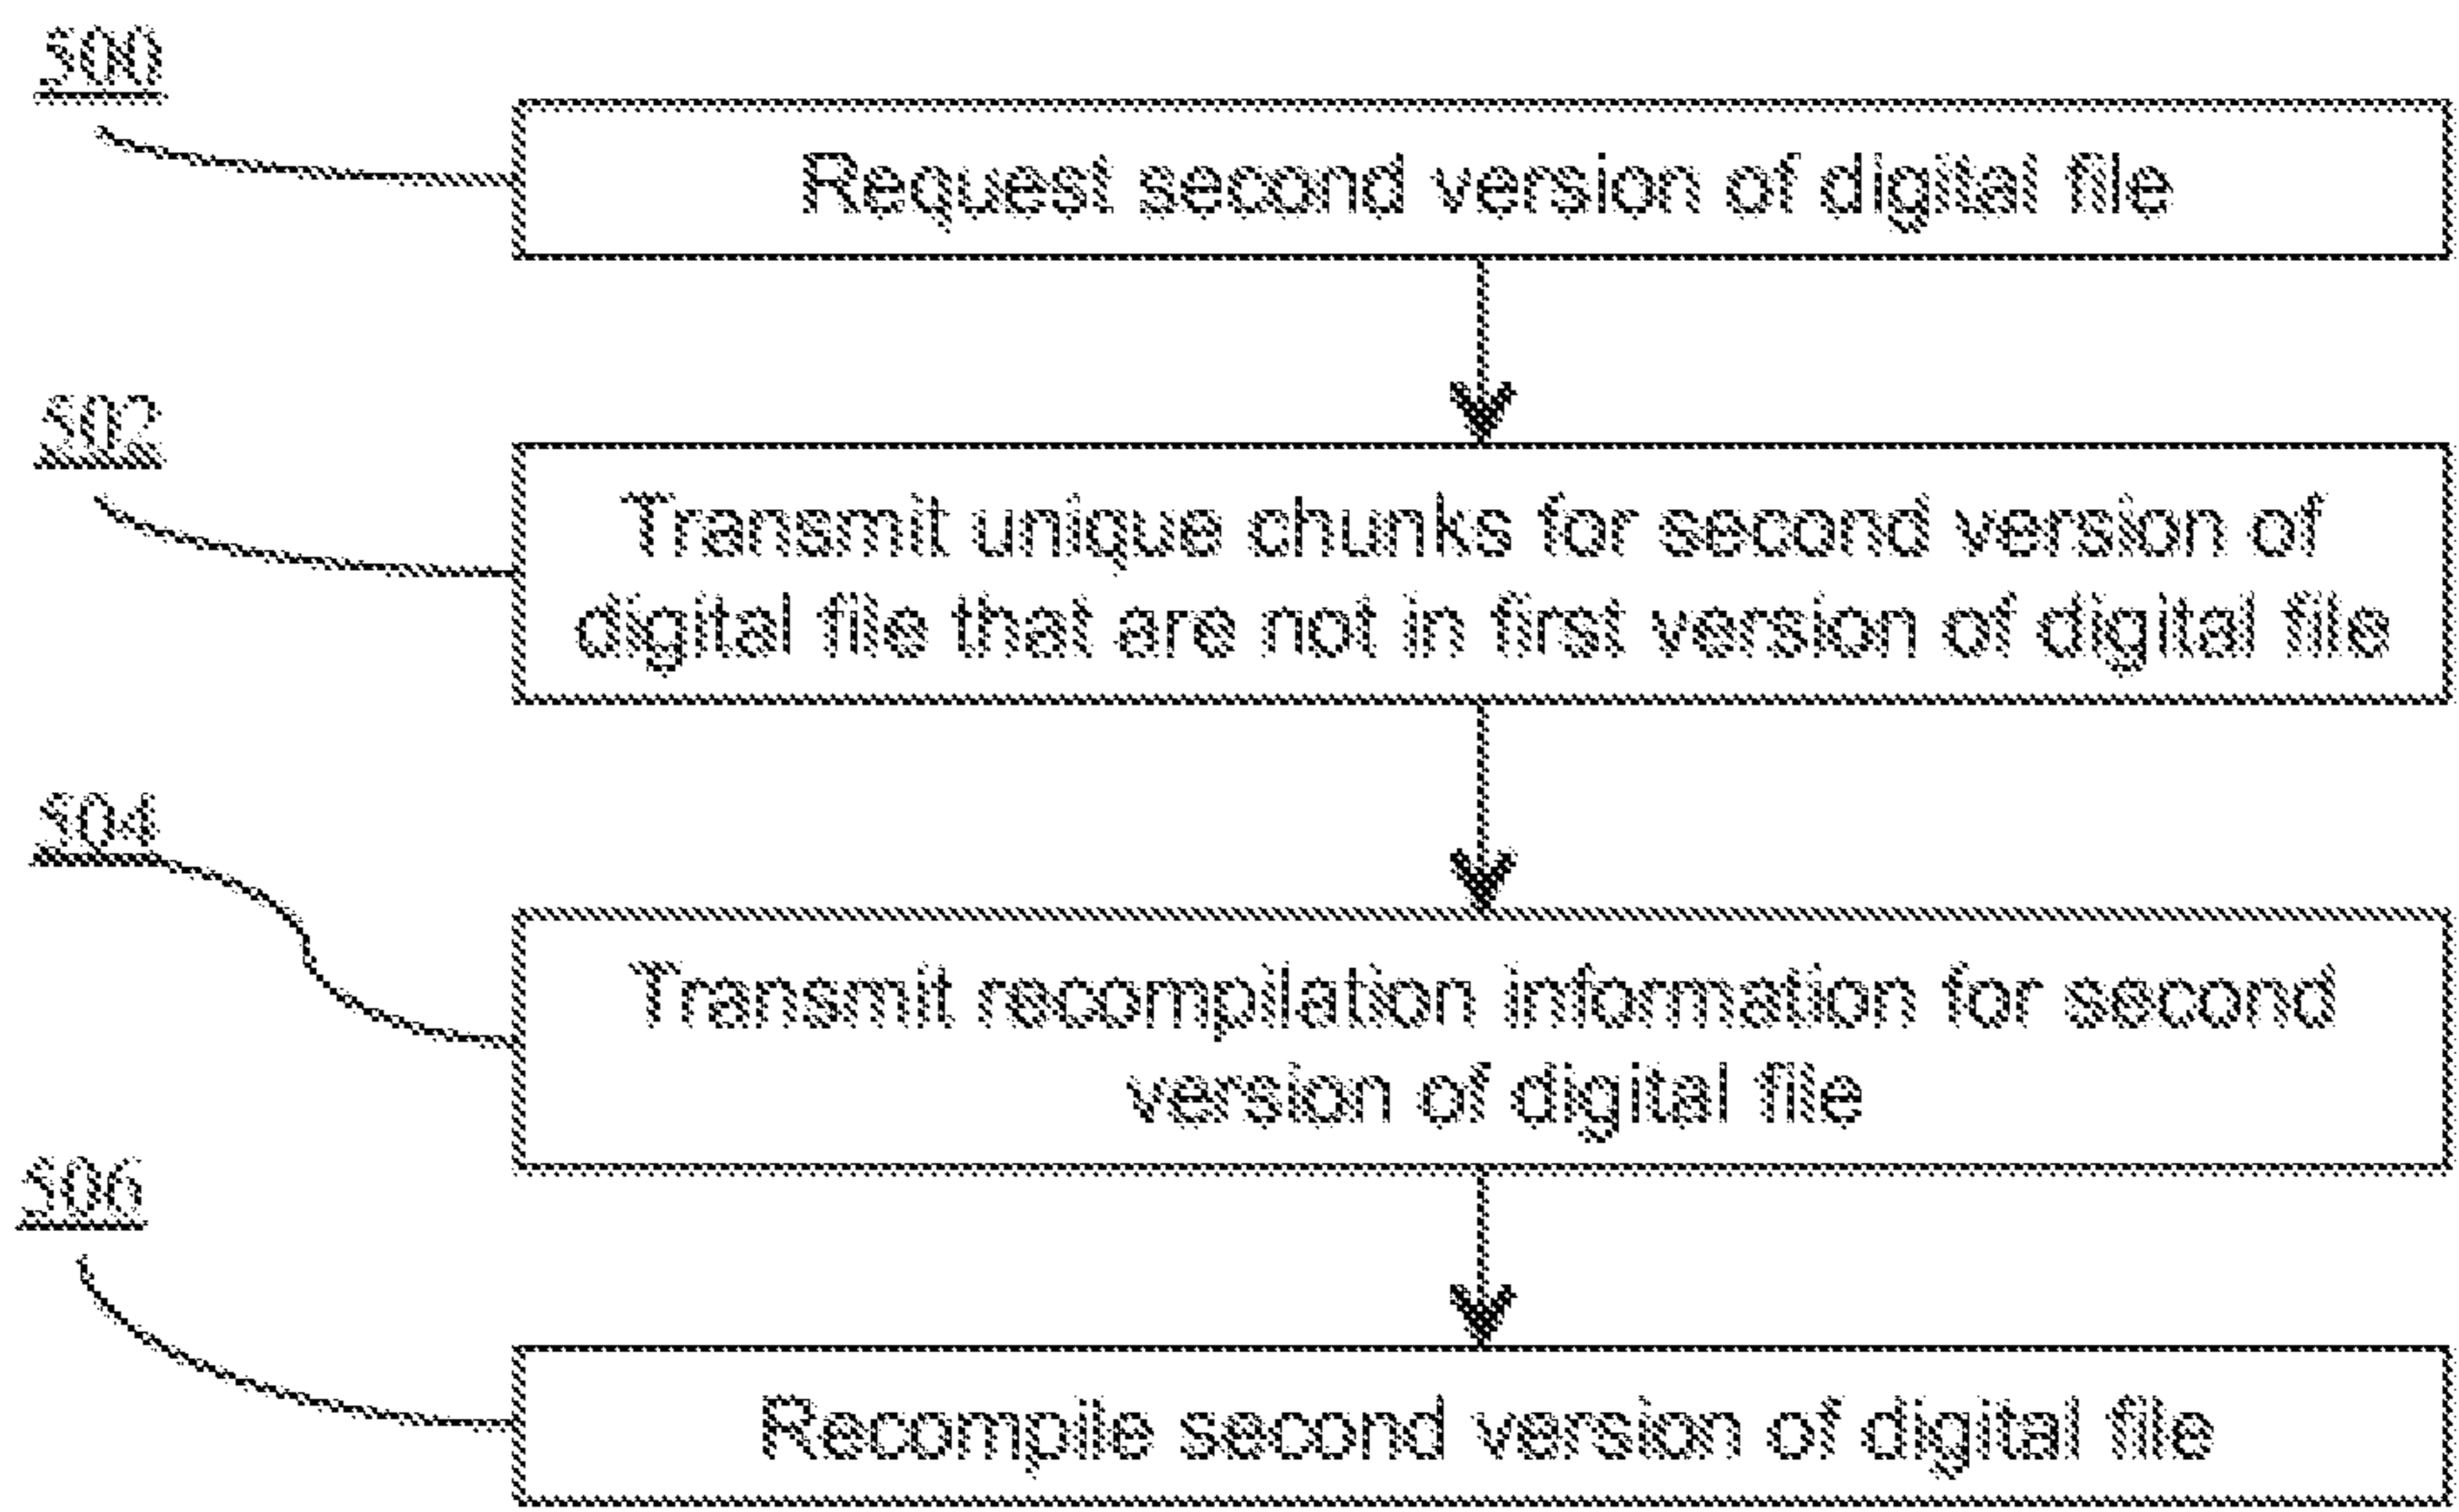 500
Request second version of digital file
502
Transmit unique chunks for second version of
digital file that are not in first version of digital file
504
Transmit recompilation information for second
version of digital file
506
Recompile second version of digital file